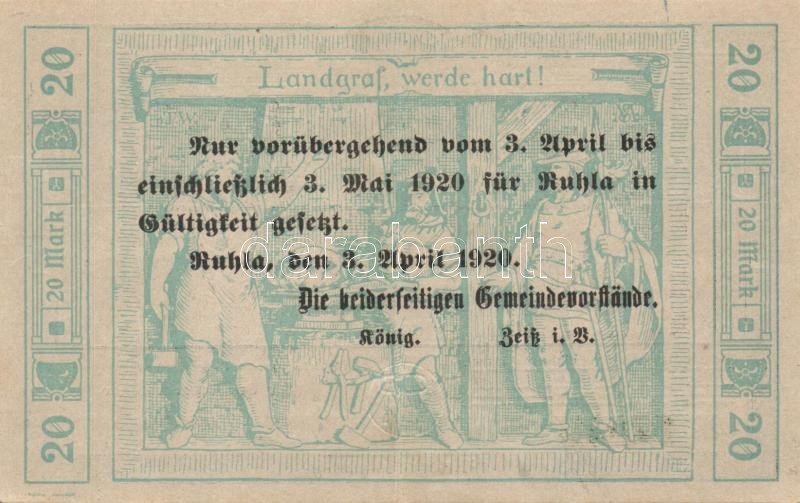 Landgraf, werde hart!
20
20
J.W.
Nur vorübergehend vom 3. April bis
einschließlich 3. Mai 1920 für Ruhla in
Gültigkeit gesetzt.
Ruhla, den 3. April 1920.
Die beiderseitigen Gemeindevorstände.
König. Zeiß i. V.
20 Mark
20 Mark
20
20
darabanth